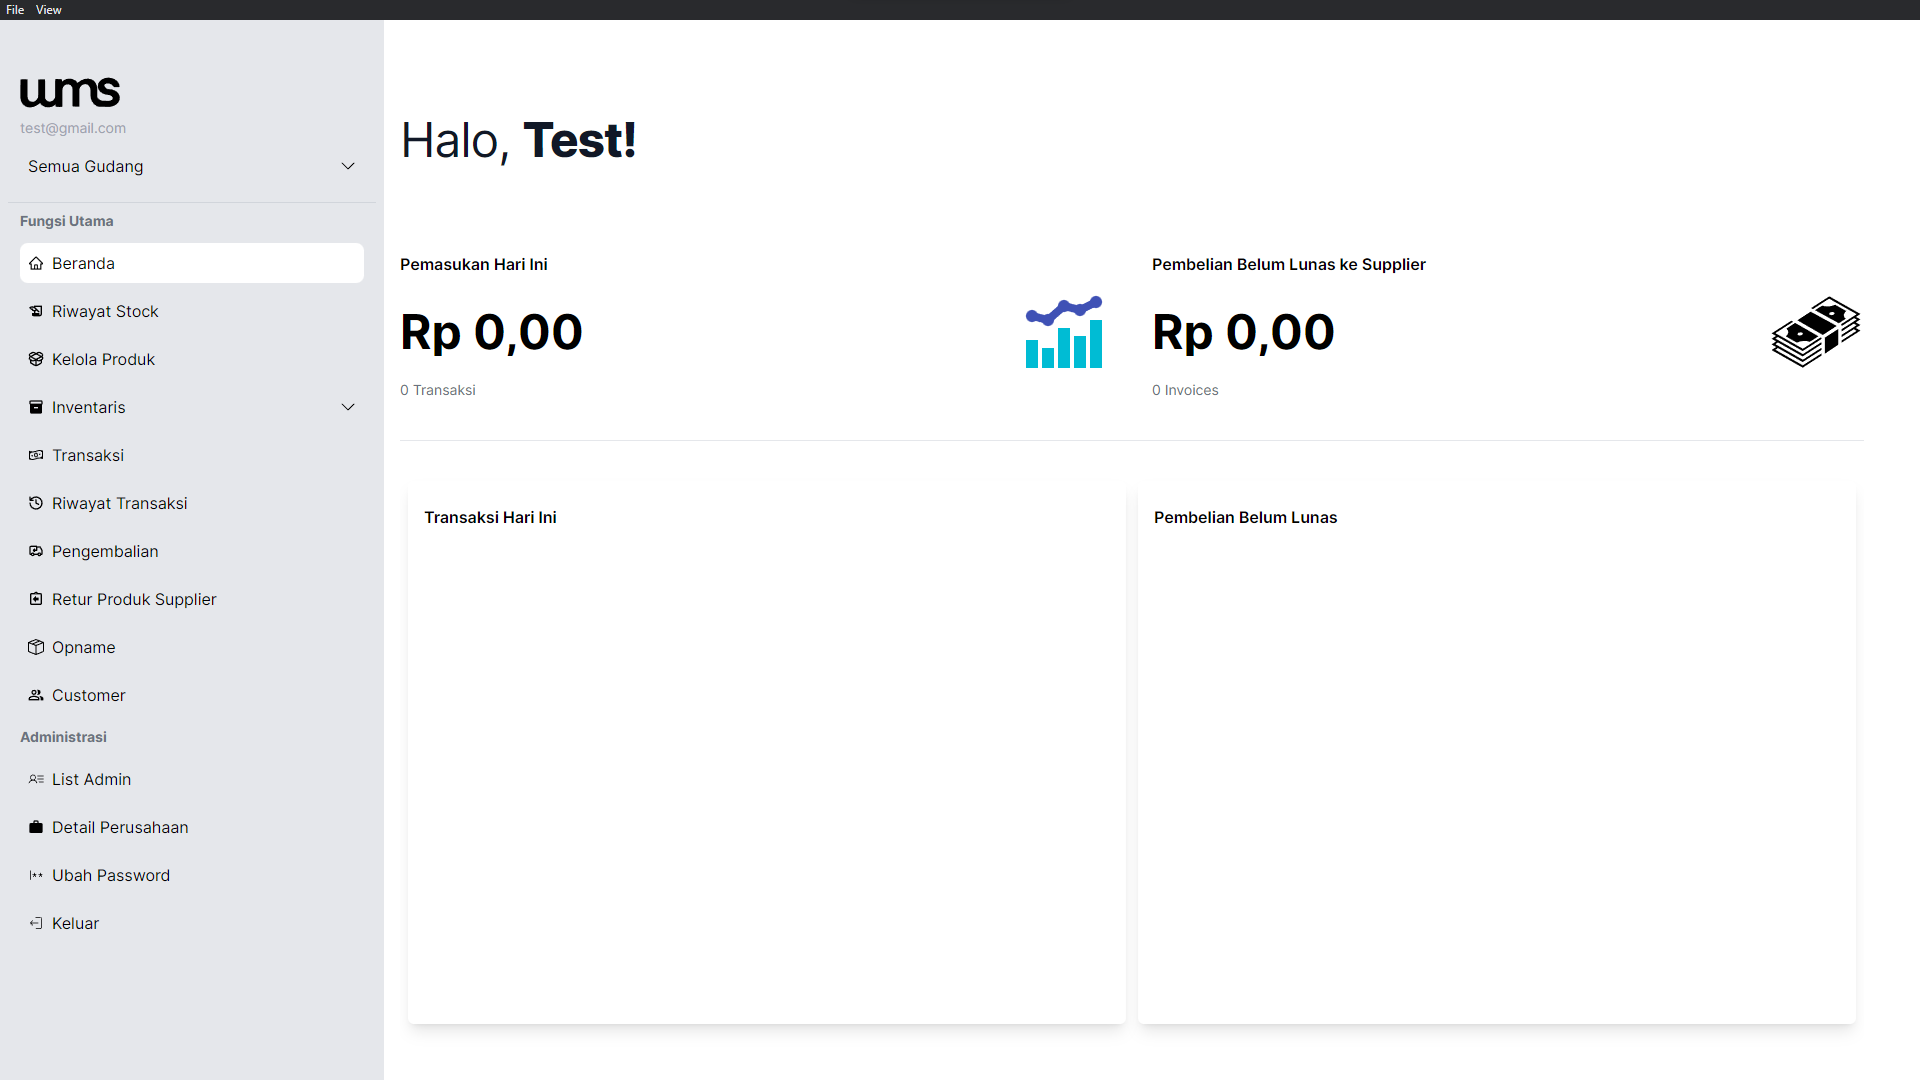 File View
wms
test@gmail.com
Semua Gudang
Fungsi Utama
Beranda
Riwayat Stock
Kelola Produk
Inventaris
Transaksi
Riwayat Transaksi
Pengembalian
Retur Produk Supplier
Opname
Customer
Administrasi
List Admin
Detail Perusahaan
Ubah Password
Keluar
Halo, Test!
Pemasukan Hari Ini
Rp 0,00
0 Transaksi
Pembelian Belum Lunas ke Supplier
Rp 0,00
0 Invoices
Transaksi Hari Ini
Pembelian Belum Lunas